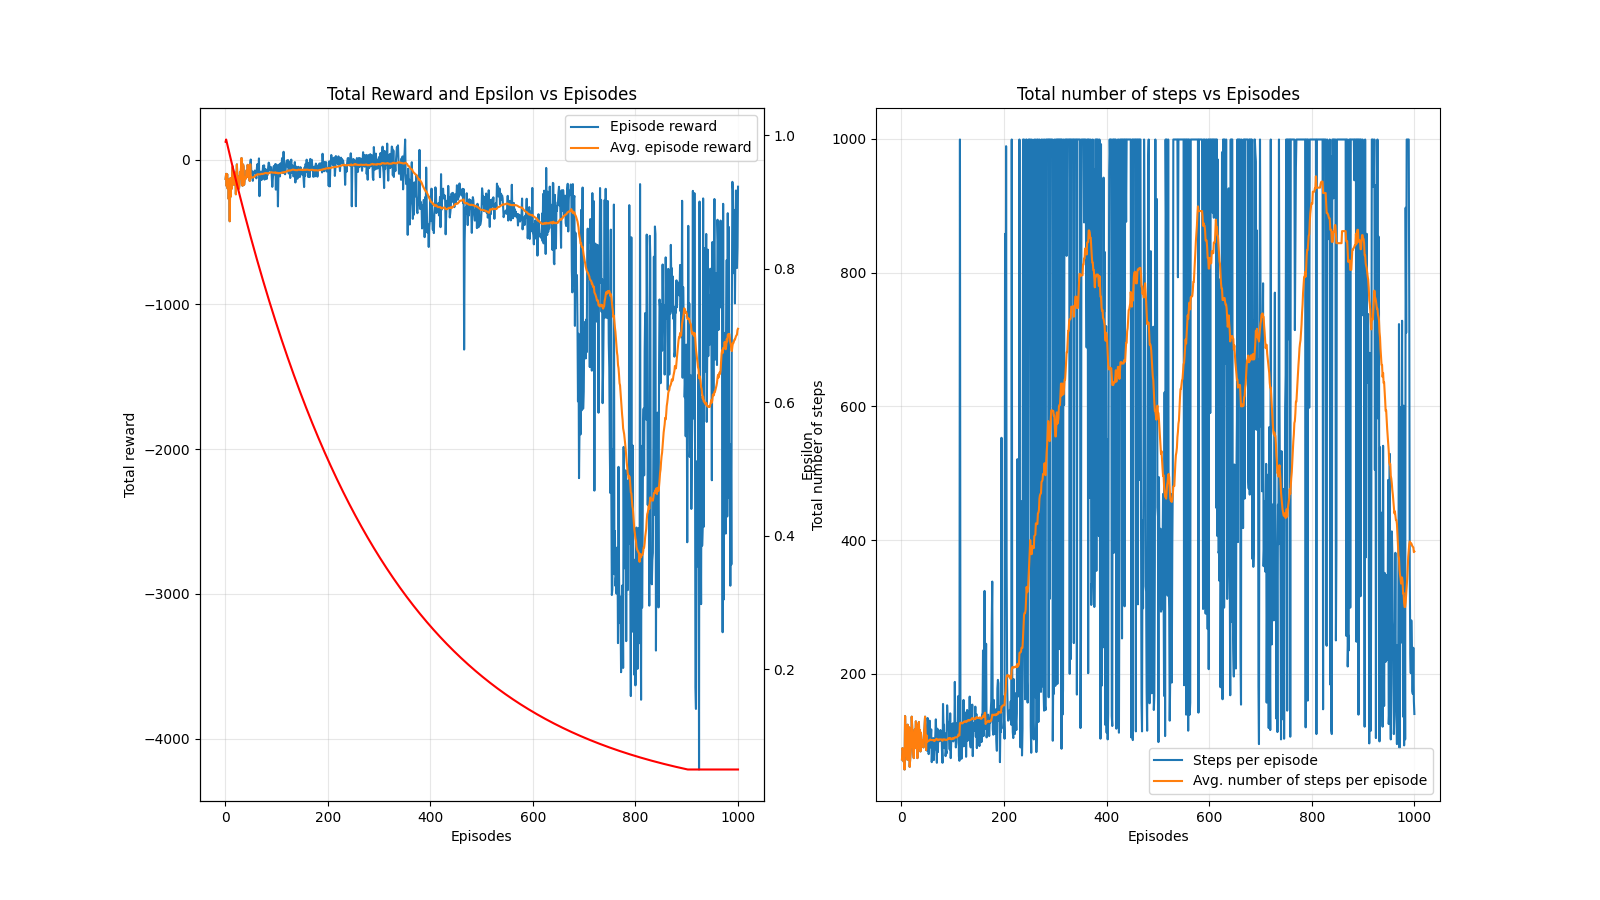 Total Reward and Epsilon vs Episodes
Episode reward
Avg. episode reward
0
−1000
−2000
−3000
−4000
Total reward
0
200
400
600
800
1000
Episodes
1.0
0.8
0.6
0.4
0.2
Epsilon
Total number of steps vs Episodes
1000
800
600
400
200
Total number of steps
0
200
400
600
800
1000
Episodes
Steps per episode
Avg. number of steps per episode